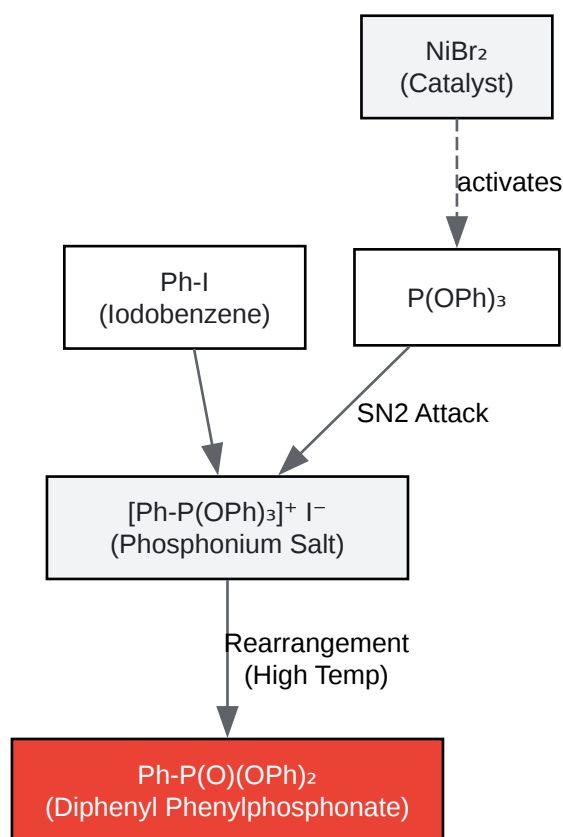 NiBr₂
(Catalyst)
activates
Ph-I
(Iodobenzene)
P(OPh)₃
SN2 Attack
[Ph-P(OPh)₃]⁺ I⁻
(Phosphonium Salt)
Rearrangement
(High Temp)
Ph-P(O)(OPh)₂
(Diphenyl Phenylphosphonate)